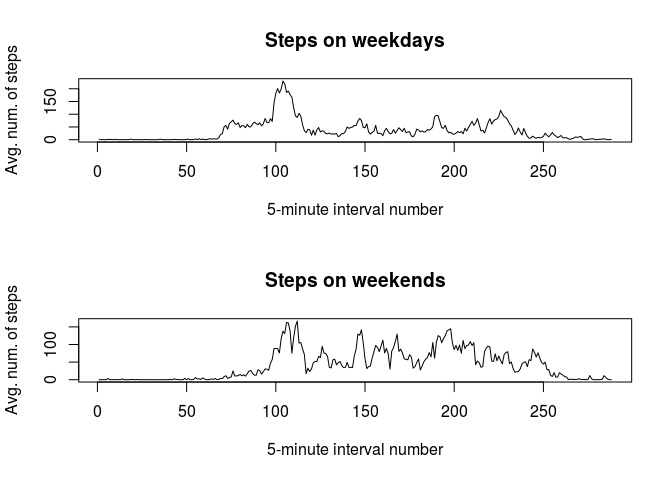 Steps on weekdays
Avg. num. of steps
150
0
0 50 100 150 200 250
5-minute interval number
Steps on weekends
Avg. num. of steps
100
0
0 50 100 150 200 250
5-minute interval number